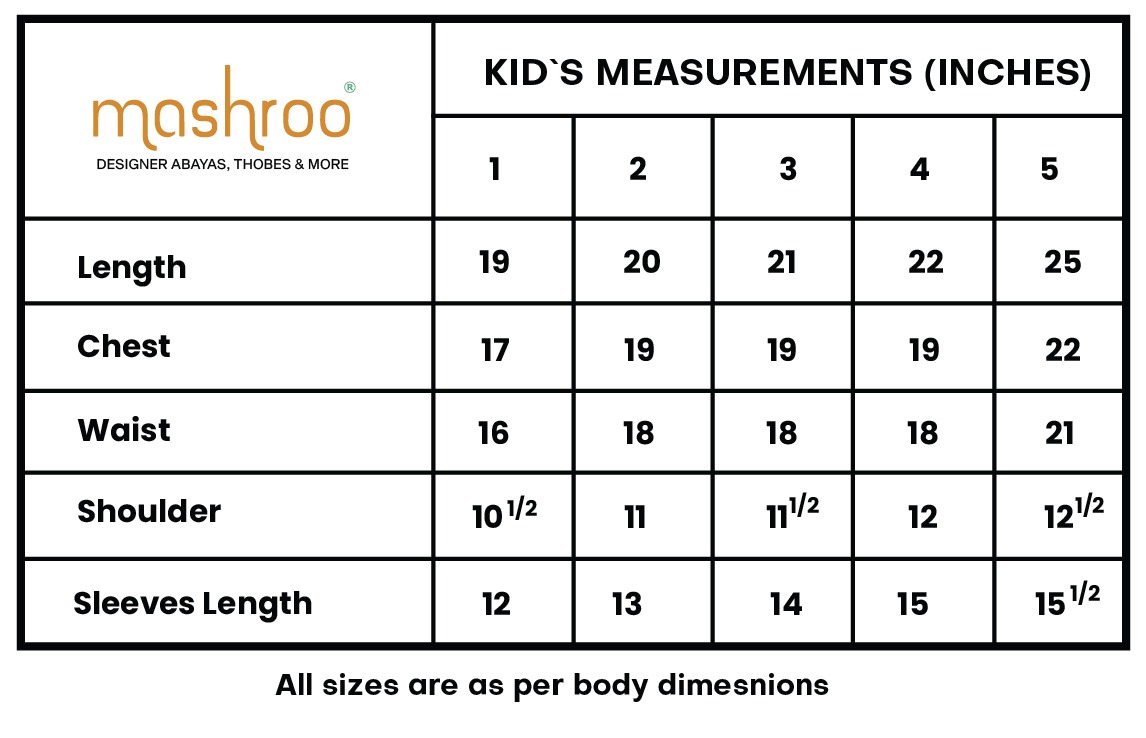 mashroo®
DESIGNER ABAYAS, THOBES & MORE
KID`S MEASUREMENTS (INCHES)
1 2 3 4 5
Length 19 20 21 22 25
Chest 17 19 19 19 22
Waist 16 18 18 18 21
Shoulder 10 1/2 11 11 1/2 12 12 1/2
Sleeves Length 12 13 14 15 15 1/2
All sizes are as per body dimesnions